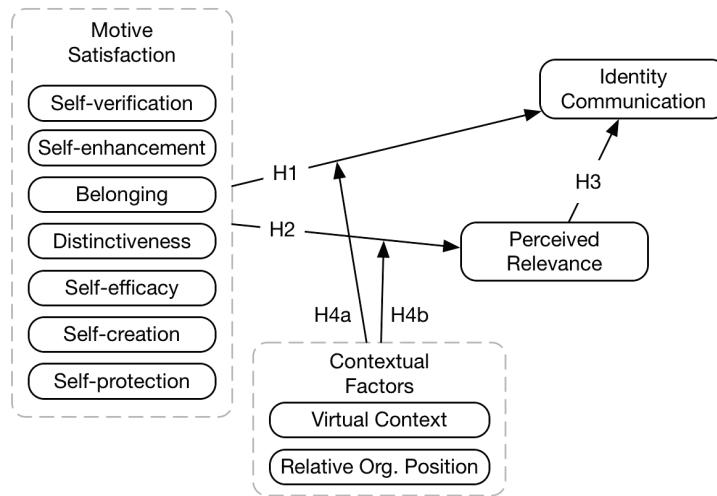 Motive
Satisfaction
Self-verification
Self-enhancement
Belonging
Distinctiveness
Self-efficacy
Self-creation
Self-protection
H1
H2
Identity
Communication
H3
Perceived
Relevance
H4a
H4b
Contextual
Factors
Virtual Context
Relative Org. Position